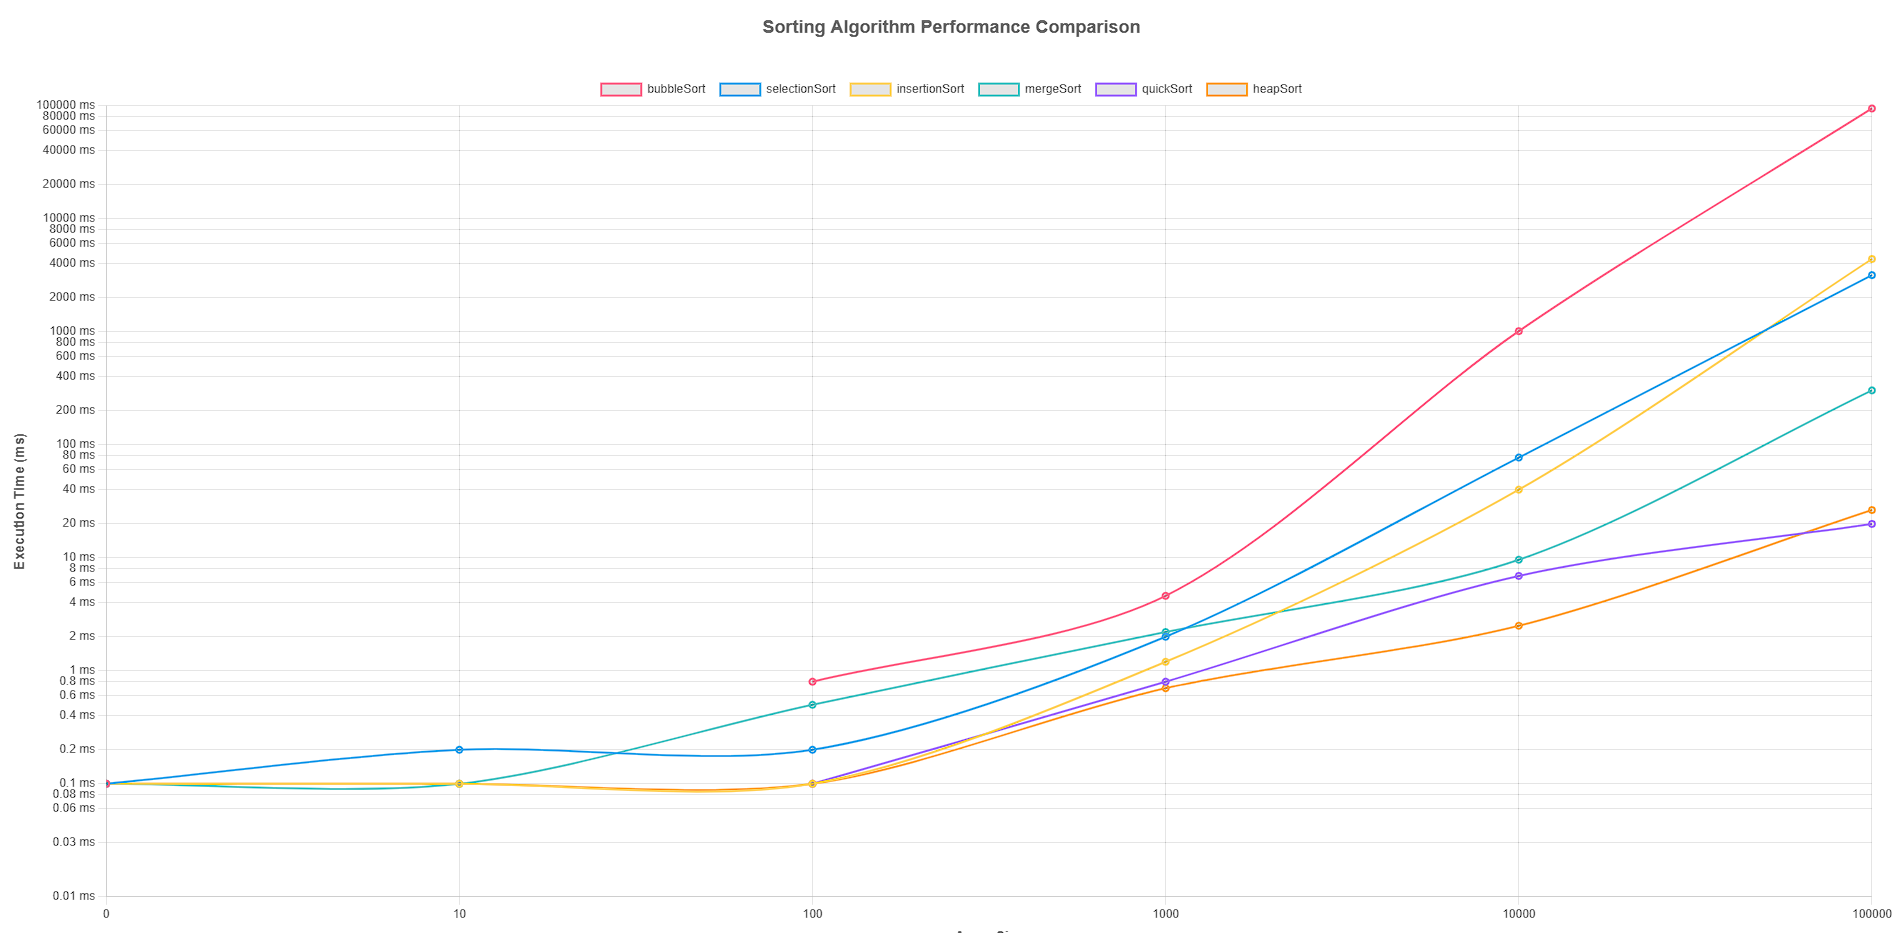 Sorting Algorithm Performance Comparison
bubbleSort selectionSort insertionSort mergeSort quickSort heapSort
Execution Time (ms)
100000 ms
80000 ms
60000 ms
40000 ms
20000 ms
10000 ms
8000 ms
6000 ms
4000 ms
2000 ms
1000 ms
800 ms
600 ms
400 ms
200 ms
100 ms
80 ms
60 ms
40 ms
20 ms
10 ms
8 ms
6 ms
4 ms
2 ms
1 ms
0.8 ms
0.6 ms
0.4 ms
0.2 ms
0.1 ms
0.08 ms
0.06 ms
0.03 ms
0.01 ms
0 10 100 1000 10000 100000